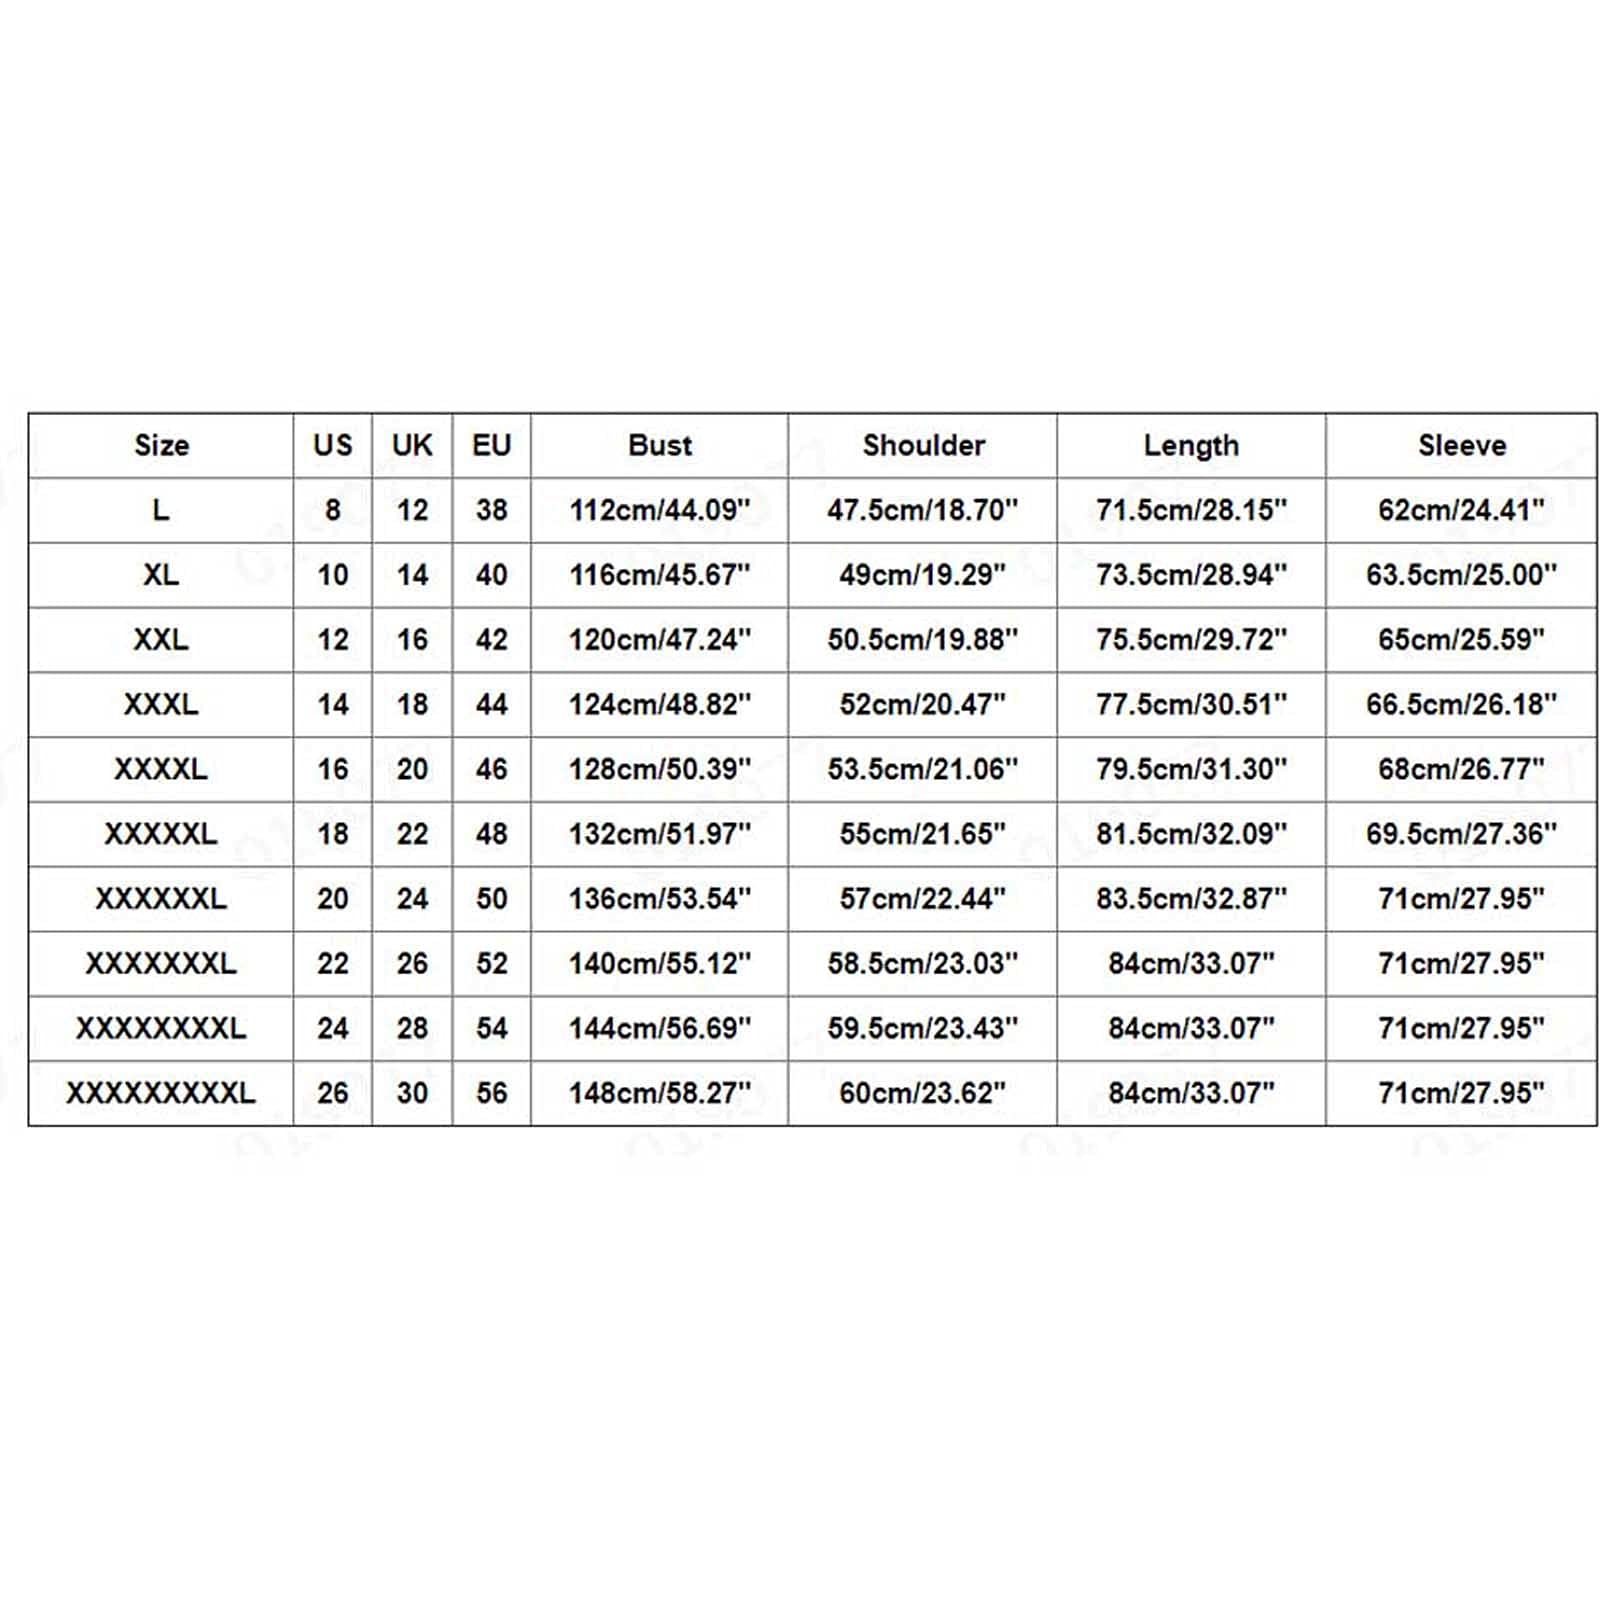 Size US UK EU Bust Shoulder Length Sleeve
L 8 12 38 112cm/44.09" 47.5cm/18.70" 71.5cm/28.15" 62cm/24.41"
XL 10 14 40 116cm/45.67" 49cm/19.29" 73.5cm/28.94" 63.5cm/25.00"
XXL 12 16 42 120cm/47.24" 50.5cm/19.88" 75.5cm/29.72" 65cm/25.59"
XXXL 14 18 44 124cm/48.82" 52cm/20.47" 77.5cm/30.51" 66.5cm/26.18"
XXXXL 16 20 46 128cm/50.39" 53.5cm/21.06" 79.5cm/31.30" 68cm/26.77"
XXXXXL 18 22 48 132cm/51.97" 55cm/21.65" 81.5cm/32.09" 69.5cm/27.36"
XXXXXXL 20 24 50 136cm/53.54" 57cm/22.44" 83.5cm/32.87" 71cm/27.95"
XXXXXXXL 22 26 52 140cm/55.12" 58.5cm/23.03" 84cm/33.07" 71cm/27.95"
XXXXXXXXL 24 28 54 144cm/56.69" 59.5cm/23.43" 84cm/33.07" 71cm/27.95"
XXXXXXXXXL 26 30 56 148cm/58.27" 60cm/23.62" 84cm/33.07" 71cm/27.95"